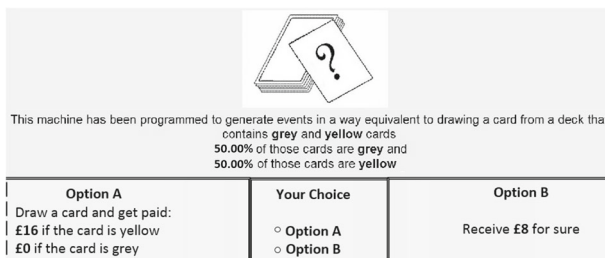 ?
This machine has been programmed to generate events in a way equivalent to drawing a card from a deck tha
contains grey and yellow cards
50.00% of those cards are grey and
50.00% of those cards are yellow
Option A
Draw a card and get paid:
£16 if the card is yellow
£0 if the card is grey
Your Choice
Option A
Option B
Option B
Receive £8 for sure